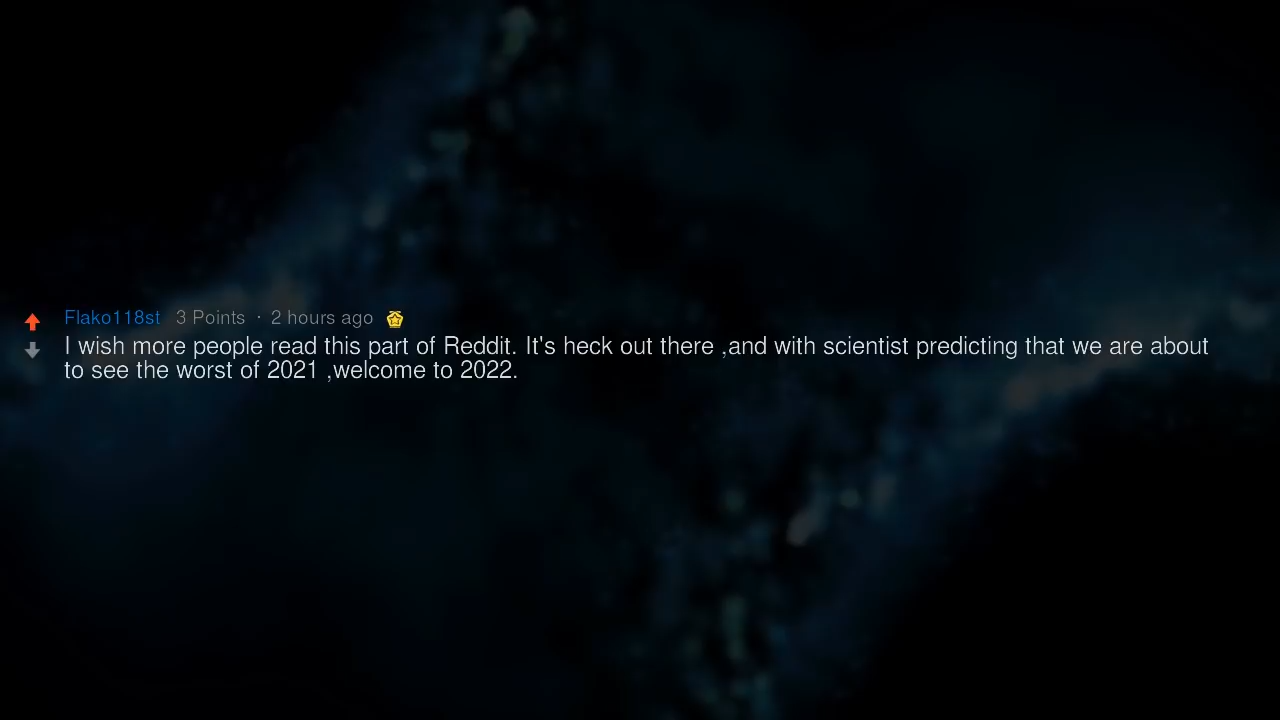 Flako118st 3 Points · 2 hours ago
I wish more people read this part of Reddit. It's heck out there ,and with scientist predicting that we are about
to see the worst of 2021 ,welcome to 2022.